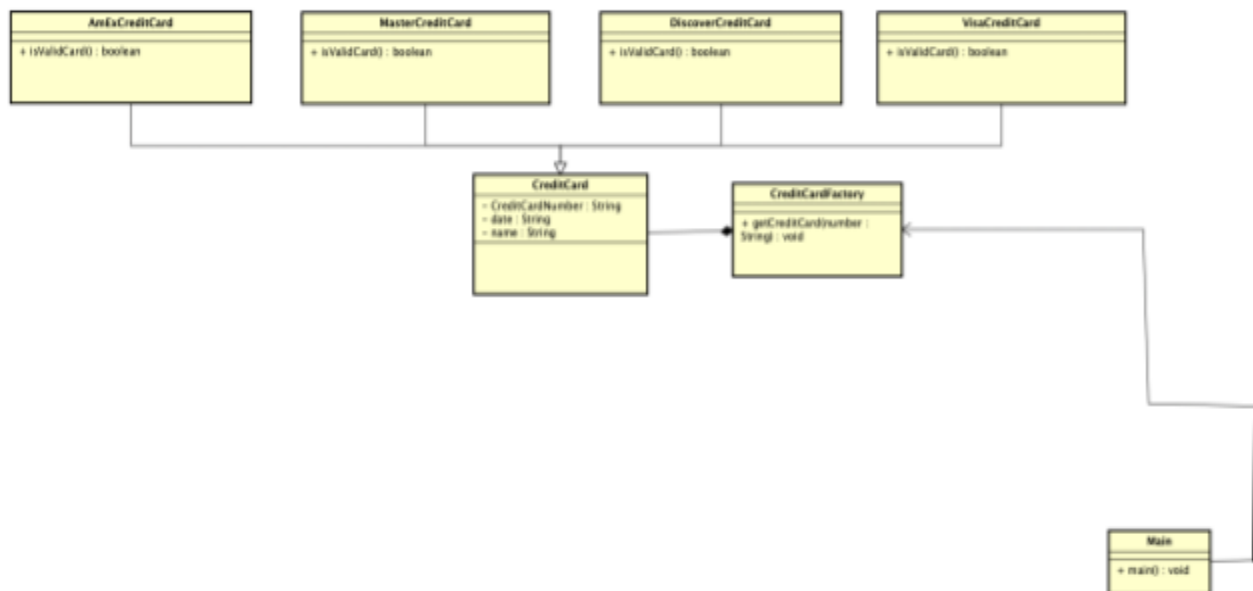 AmExCreditCard
+ isValidCard() : boolean
MasterCreditCard
+ isValidCard() : boolean
DiscoverCreditCard
+ isValidCard() : boolean
VisaCreditCard
+ isValidCard() : boolean
CreditCard
- CreditCardNumber : String
- date : String
- name : String
CreditCardFactory
+ getCreditCard(number :
String) : void
Main
+ main() : void